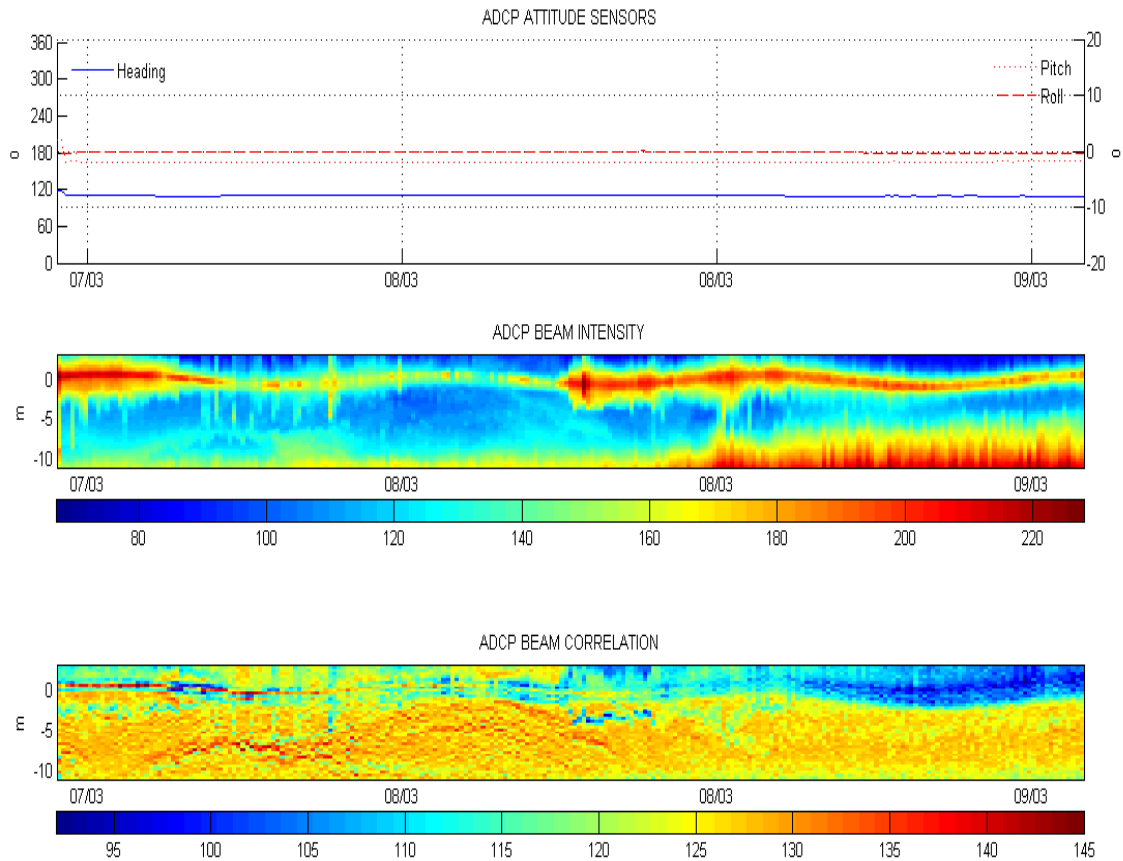 ADCP ATTITUDE SENSORS
360
300
240
180
120
60
0
o
Heading
Pitch
Roll
20
10
0
-10
-20
o
07/03 08/03 08/03 09/03
ADCP BEAM INTENSITY
0
-5
-10
m
07/03 08/03 08/03 09/03
80 100 120 140 160 180 200 220
ADCP BEAM CORRELATION
0
-5
-10
m
07/03 08/03 08/03 09/03
95 100 105 110 115 120 125 130 135 140 145